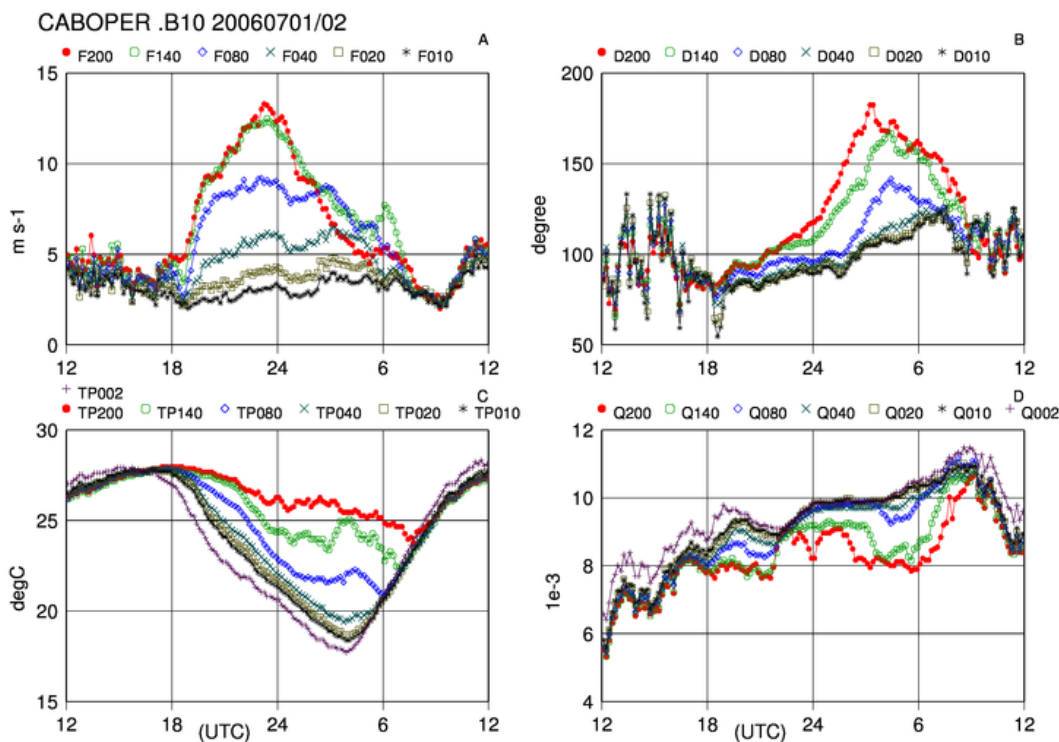 CABOPER .B10 20060701/02
A
F200 F140 F080 F040 F020 F010
15
10
5
0
m s-1
12 18 24 6 12
B
D200 D140 D080 D040 D020 D010
200
150
100
50
degree
12 18 24 6 12
TP002
C
TP200 TP140 TP080 TP040 TP020 TP010
30
25
20
15
degC
12 18 24 6 12
(UTC)
D
Q200 Q140 Q080 Q040 Q020 Q010 Q002
12
10
8
6
4
1e-3
12 18 24 6 12
(UTC)